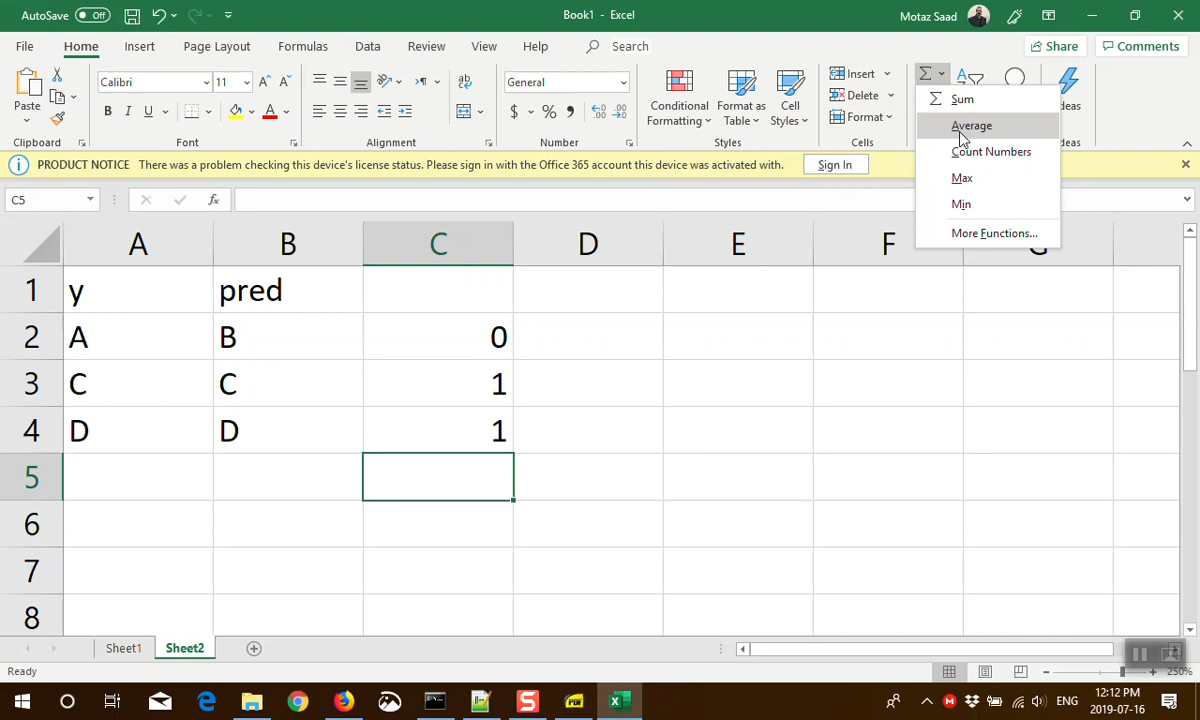 AutoSave Off Book1 - Excel Motaz Saad
File Home Insert Page Layout Formulas Data Review View Help Search Share Comments
Paste Calibri 11 General Conditional Formatting Format as Table Cell Styles Insert Delete Format
Clipboard Font Alignment Number Styles Cells
Sum
Average
Count Numbers
Max
Min
More Functions...
PRODUCT NOTICE There was a problem checking this device's license status. Please sign in with the Office 365 account this device was activated with. Sign In
C5 fx
A B C D E F
1 y pred
2 A B 0
3 C C 1
4 D D 1
5
6
7
8
Sheet1 Sheet2
Ready 250%
ENG 12:12 PM
2019-07-16